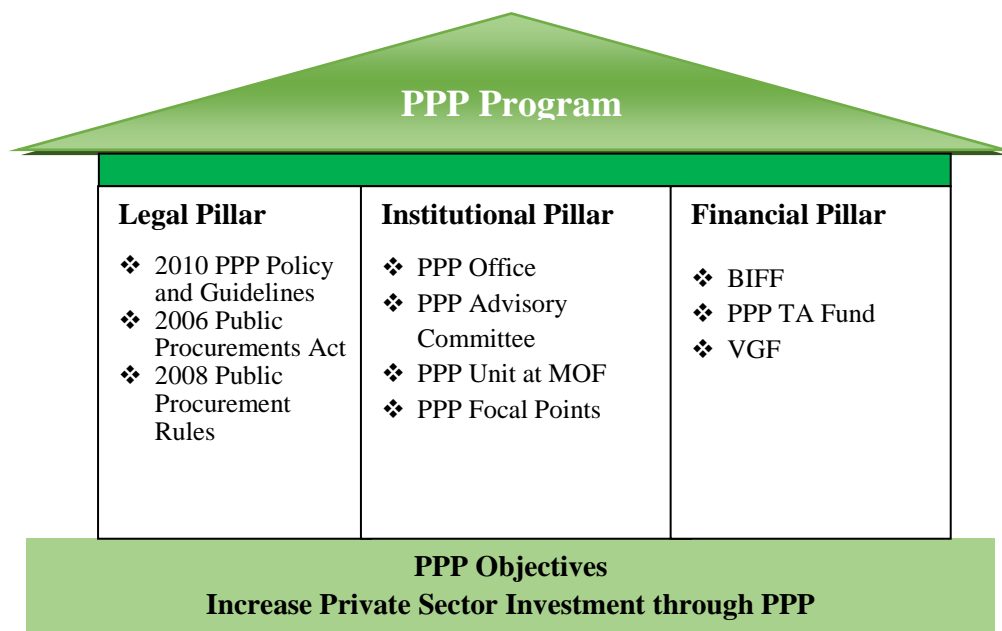 PPP Program
Legal Pillar
❖ 2010 PPP Policy
and Guidelines
❖ 2006 Public
Procurements Act
❖ 2008 Public
Procurement
Rules
Institutional Pillar
❖ PPP Office
❖ PPP Advisory
Committee
❖ PPP Unit at MOF
❖ PPP Focal Points
Financial Pillar
❖ BIFF
❖ PPP TA Fund
❖ VGF
PPP Objectives
Increase Private Sector Investment through PPP